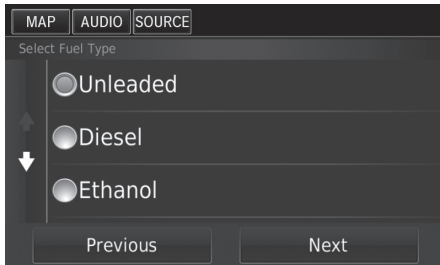 MAP AUDIO SOURCE
Select Fuel Type
Unleaded
Diesel
Ethanol
Previous Next